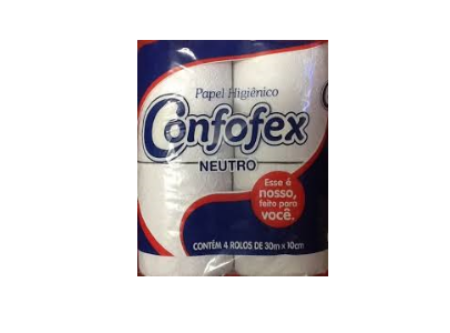 Papel Higiênico
Confofex
NEUTRO
Esse é
nosso,
feito para
você.
CONTÉM 4 ROLOS DE 30m x 10cm